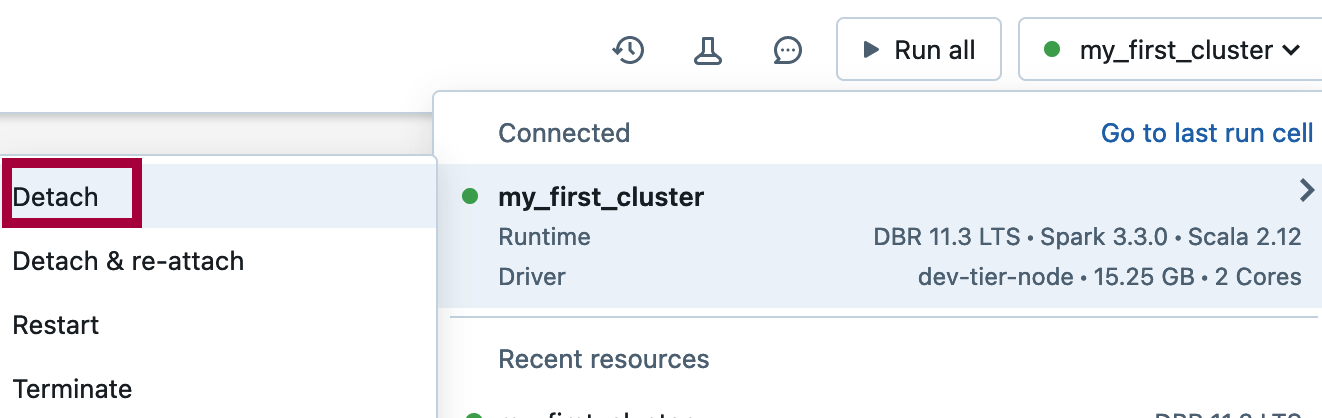 Run all
my_first_cluster
Connected
Go to last run cell
Detach
Detach & re-attach
Restart
Terminate
my_first_cluster
Runtime
DBR 11.3 LTS • Spark 3.3.0 • Scala 2.12
Driver
dev-tier-node • 15.25 GB • 2 Cores
Recent resources